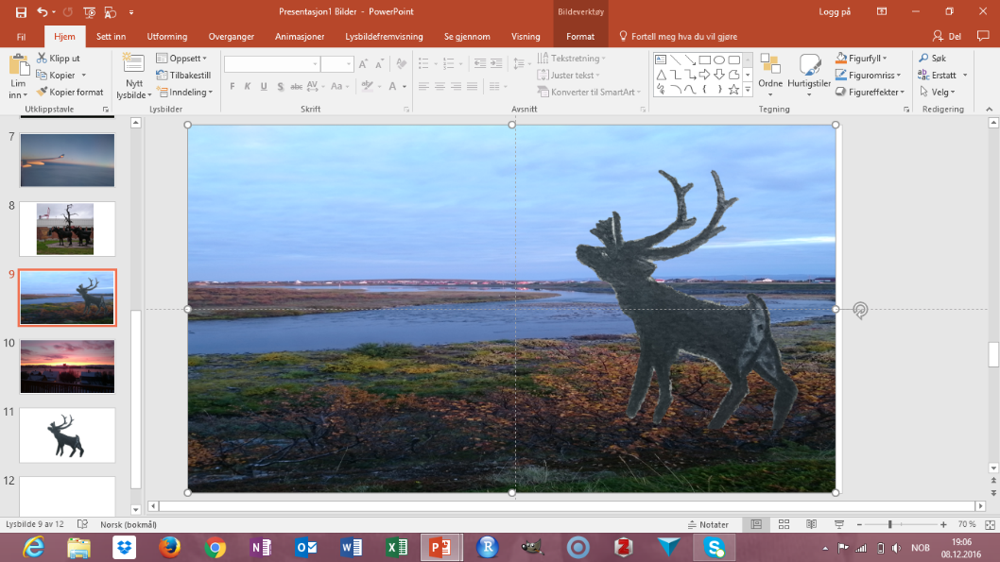 Presentasjon1 Bilder - PowerPoint
Bildeverktøy
Logg på
Fil Hjem Sett inn Utforming Overganger Animasjoner Lysbildefremvisning Se gjennom Visning Format Fortell meg hva du vil gjøre Del
Lim inn
Klipp ut
Kopier
Kopier format
Utklippstavle
Nytt lysbilde
Oppsett
Tilbakestill
Inndeling
Lysbilder
F K U S abc AV Aa A
Skrift
Tekstretning
Juster tekst
Konverter til SmartArt
Avsnitt
Ordne
Hurtigstiler
Figurfyll
Figuromriss
Figureffekter
Tegning
Søk
Erstatt
Velg
Redigering
7
8
9
10
11
12
Lysbilde 9 av 12 Norsk (bokmål) Notater 70 %
NOB
19:06
08.12.2016